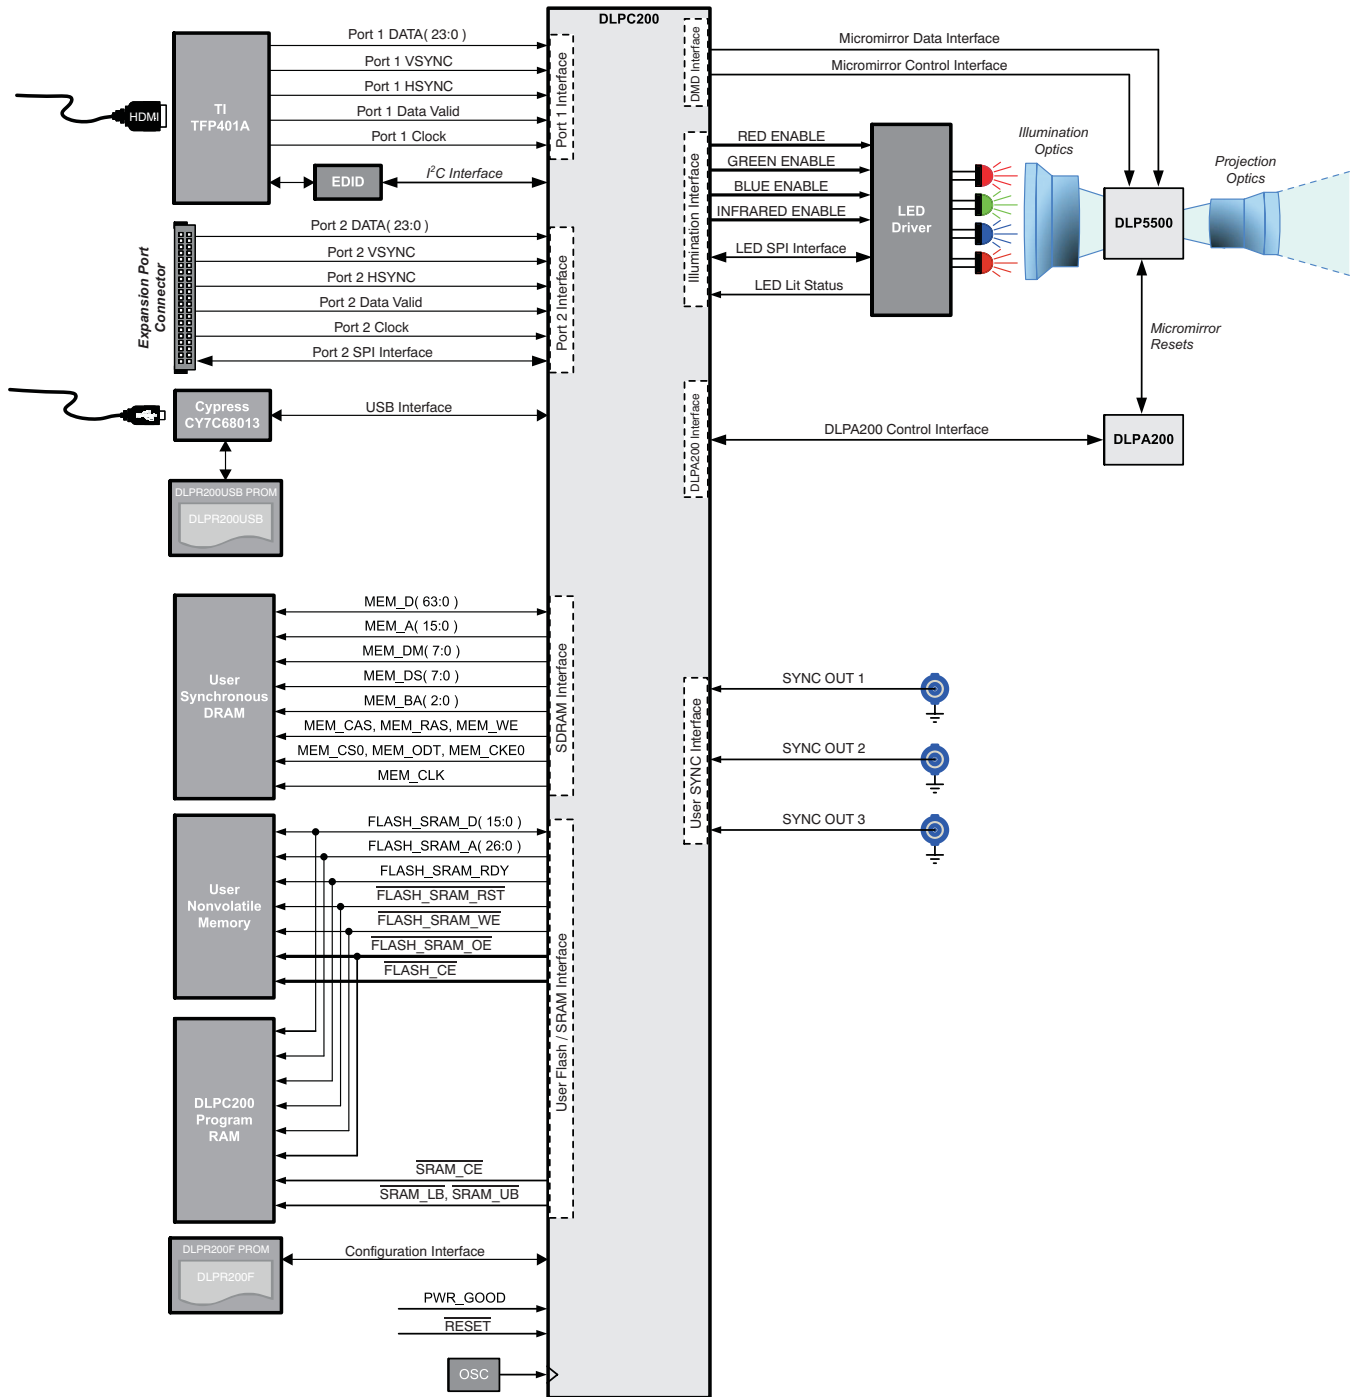 DLPC200
HDMI
TI
TFP401A
Port 1 DATA( 23:0 )
Port 1 VSYNC
Port 1 HSYNC
Port 1 Data Valid
Port 1 Clock
EDID
I²C Interface
Port 1 Interface
Expansion Port
Connector
Port 2 DATA( 23:0 )
Port 2 VSYNC
Port 2 HSYNC
Port 2 Data Valid
Port 2 Clock
Port 2 SPI Interface
Port 2 Interface
Cypress
CY7C68013
USB Interface
DLPR200USB PROM
DLPR200USB
User
Synchronous
DRAM
MEM_D( 63:0 )
MEM_A( 15:0 )
MEM_DM( 7:0 )
MEM_DS( 7:0 )
MEM_BA( 2:0 )
MEM_CAS, MEM_RAS, MEM_WE
MEM_CS0, MEM_ODT, MEM_CKE0
MEM_CLK
SDRAM Interface
User
Nonvolatile
Memory
FLASH_SRAM_D( 15:0 )
FLASH_SRAM_A( 26:0 )
FLASH_SRAM_RDY
FLASH_SRAM_RST
FLASH_SRAM_WE
FLASH_SRAM_OE
FLASH_CE
User Flash / SRAM Interface
DLPC200
Program
RAM
SRAM_CE
SRAM_LB, SRAM_UB
DLPR200F PROM
DLPR200F
Configuration Interface
PWR_GOOD
RESET
OSC
DMD Interface
Micromirror Data Interface
Micromirror Control Interface
Illumination Interface
RED ENABLE
GREEN ENABLE
BLUE ENABLE
INFRARED ENABLE
LED SPI Interface
LED Lit Status
LED
Driver
Illumination
Optics
DLP5500
Projection
Optics
Micromirror
Resets
DLPA200 Interface
DLPA200 Control Interface
DLPA200
User SYNC Interface
SYNC OUT 1
SYNC OUT 2
SYNC OUT 3